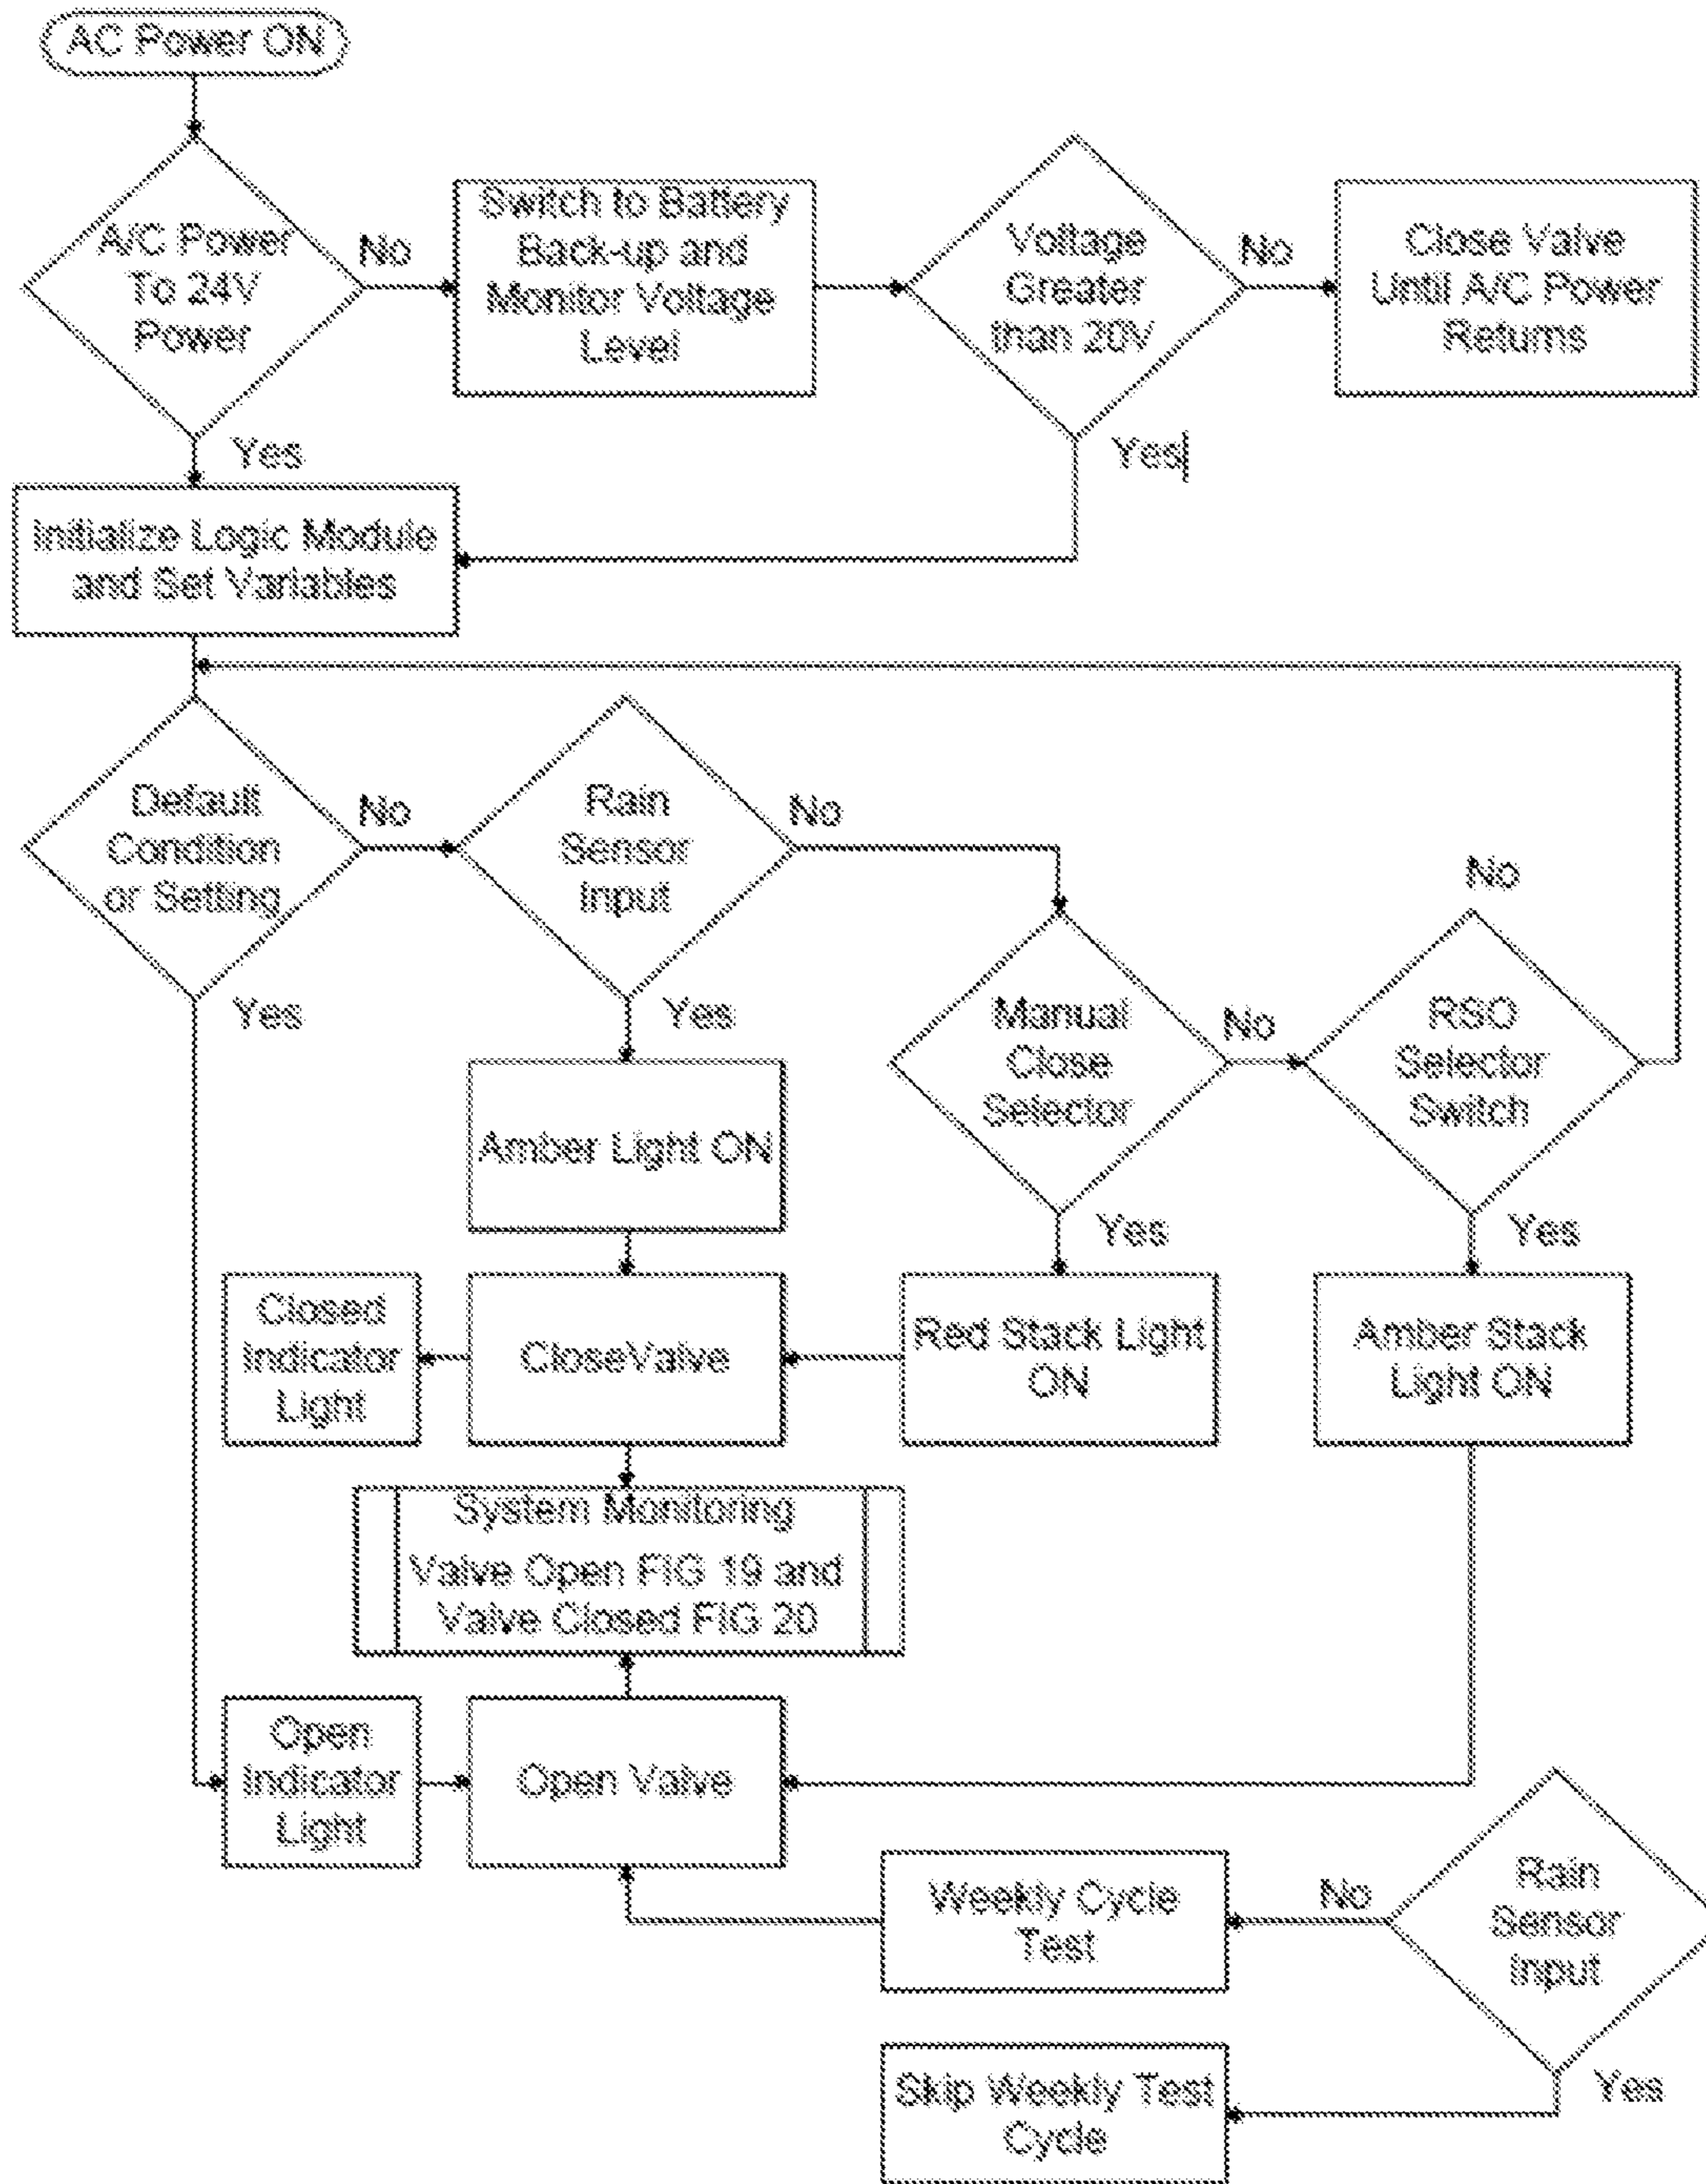 AC Power ON
A/C Power
To 24V
Power
No
Switch to Battery
Back-up and
Monitor Voltage
Level
Voltage
Greater
than 20V
No
Close Valve
Until A/C Power
Returns
Yes
Yes
Initialize Logic Module
and Set Variables
Default
Condition
or Setting
No
Rain
Sensor
Input
No
Yes
Yes
Manual
Close
Selector
No
RSO
Selector
Switch
No
Amber Light ON
Yes
Yes
Closed
Indicator
Light
CloseValve
Red Stack Light
ON
Amber Stack
Light ON
System Monitoring
Valve Open FIG 19 and
Valve Closed FIG 20
Open
Indicator
Light
Open Valve
Weekly Cycle
Test
No
Rain
Sensor
Input
Yes
Skip Weekly Test
Cycle